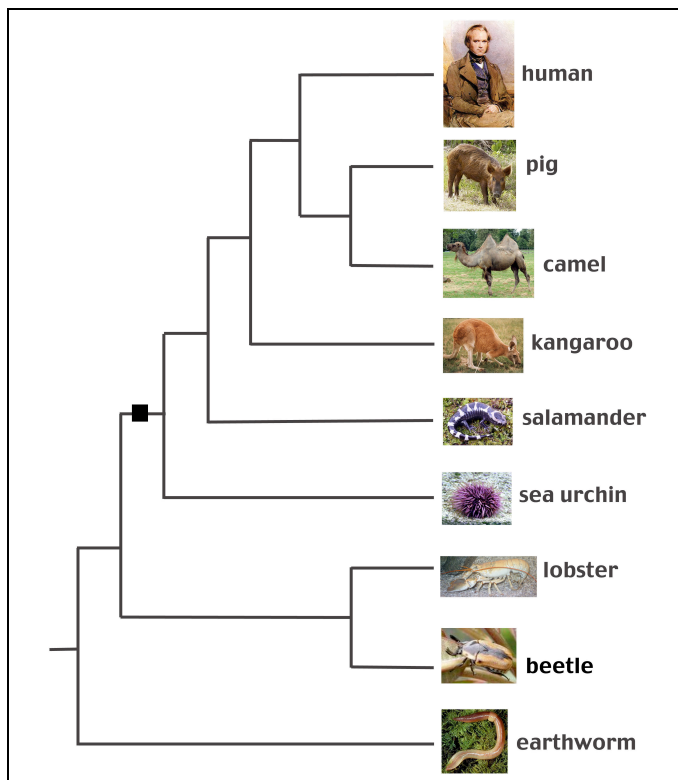 human
pig
camel
kangaroo
salamander
sea urchin
lobster
beetle
earthworm